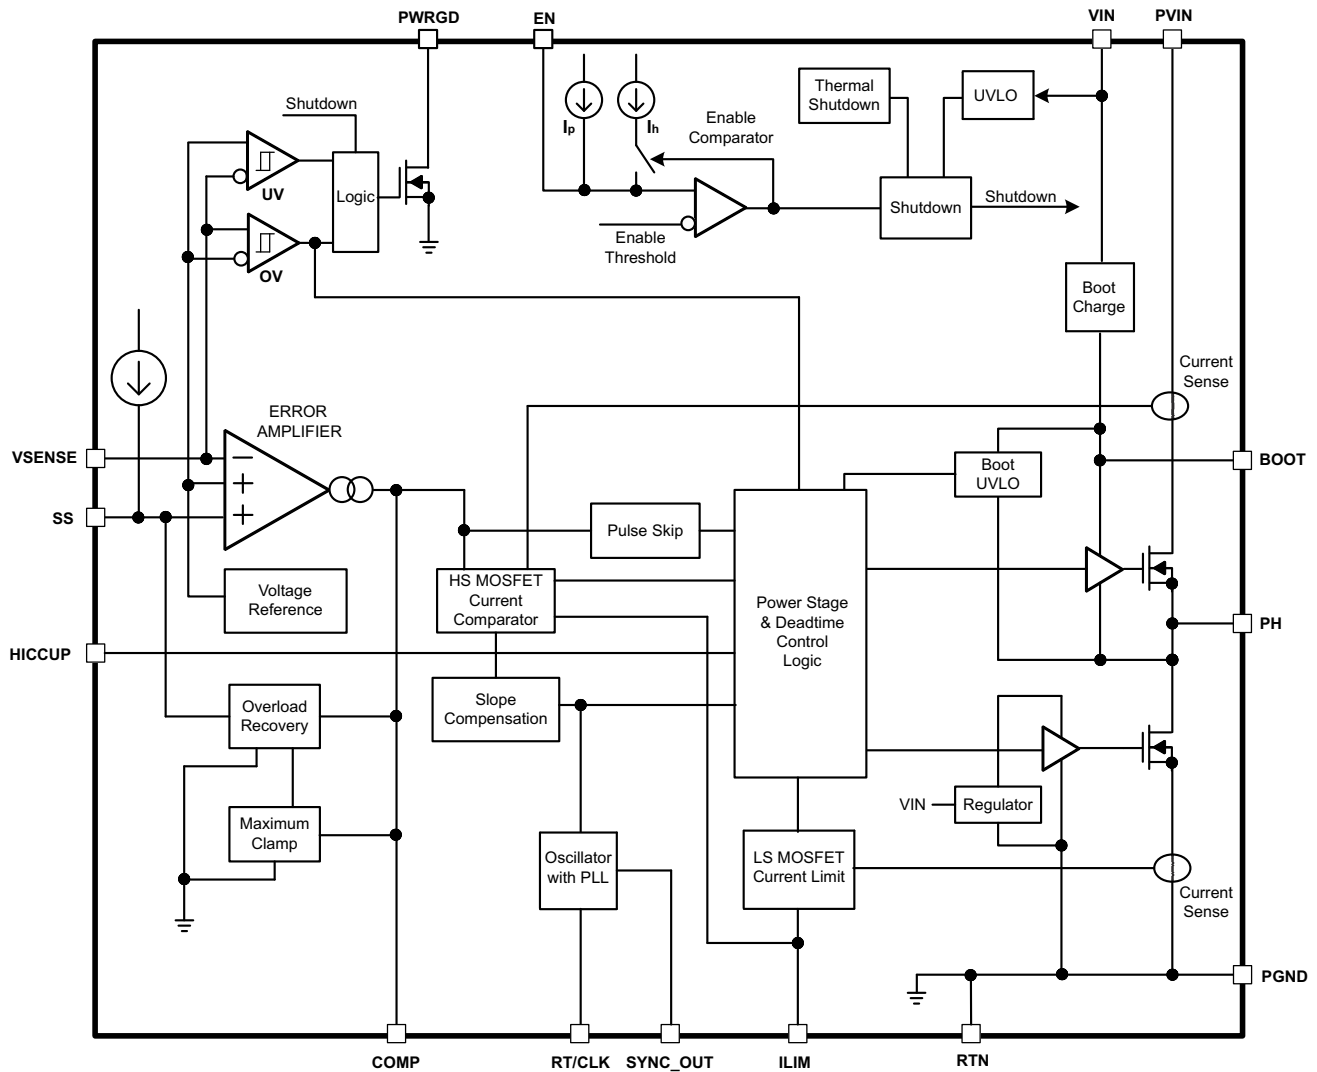 PWRGD
EN
VIN
PVIN
Shutdown
Thermal
Shutdown
UVLO
Ip
Ih
Enable
Comparator
UV
Logic
Shutdown
Shutdown
Enable
Threshold
OV
Boot
Charge
Current
Sense
ERROR
AMPLIFIER
VSENSE
BOOT
Boot
UVLO
SS
Pulse Skip
Voltage
Reference
HS MOSFET
Current
Comparator
Power Stage
& Deadtime
Control
Logic
PH
HICCUP
Overload
Recovery
Slope
Compensation
VIN
Regulator
Maximum
Clamp
Oscillator
with PLL
LS MOSFET
Current Limit
Current
Sense
PGND
COMP
RT/CLK
SYNC_OUT
ILIM
RTN